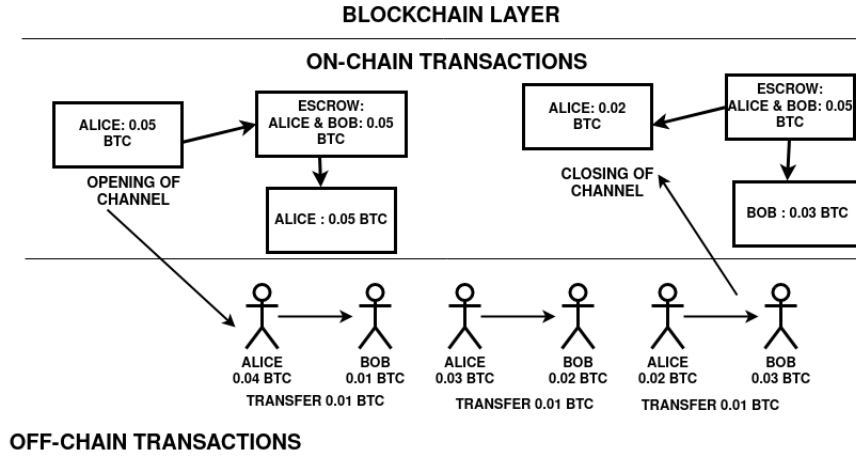 BLOCKCHAIN LAYER
ON-CHAIN TRANSACTIONS
ALICE: 0.05
BTC
ESCROW:
ALICE & BOB: 0.05
BTC
ALICE : 0.05 BTC
OPENING OF
CHANNEL
ALICE: 0.02
BTC
ESCROW:
ALICE & BOB: 0.05
BTC
CLOSING OF
CHANNEL
BOB : 0.03 BTC
ALICE
0.04 BTC
BOB
0.01 BTC
TRANSFER 0.01 BTC
ALICE
0.03 BTC
BOB
0.02 BTC
TRANSFER 0.01 BTC
ALICE
0.02 BTC
BOB
0.03 BTC
TRANSFER 0.01 BTC
OFF-CHAIN TRANSACTIONS